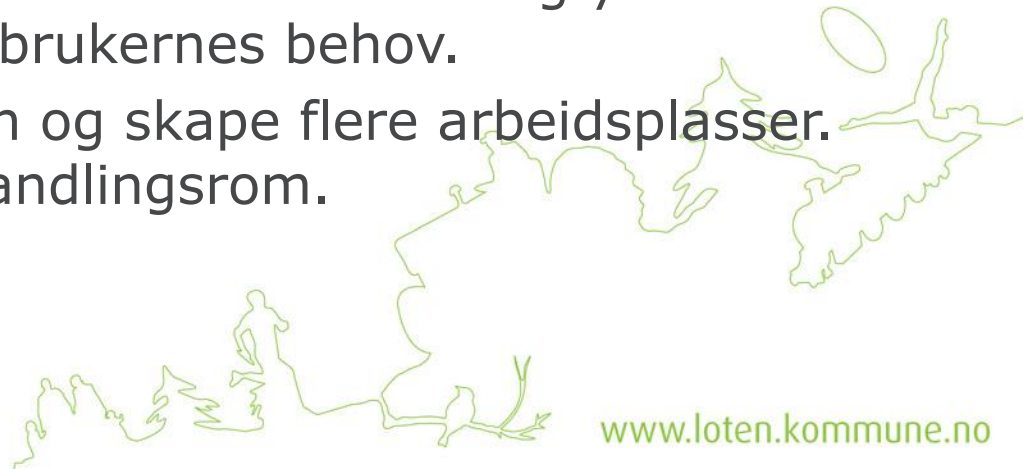 brukernes behov.
og skape flere arbeidsplasser.
andlingsrom.
www.loten.kommune.no